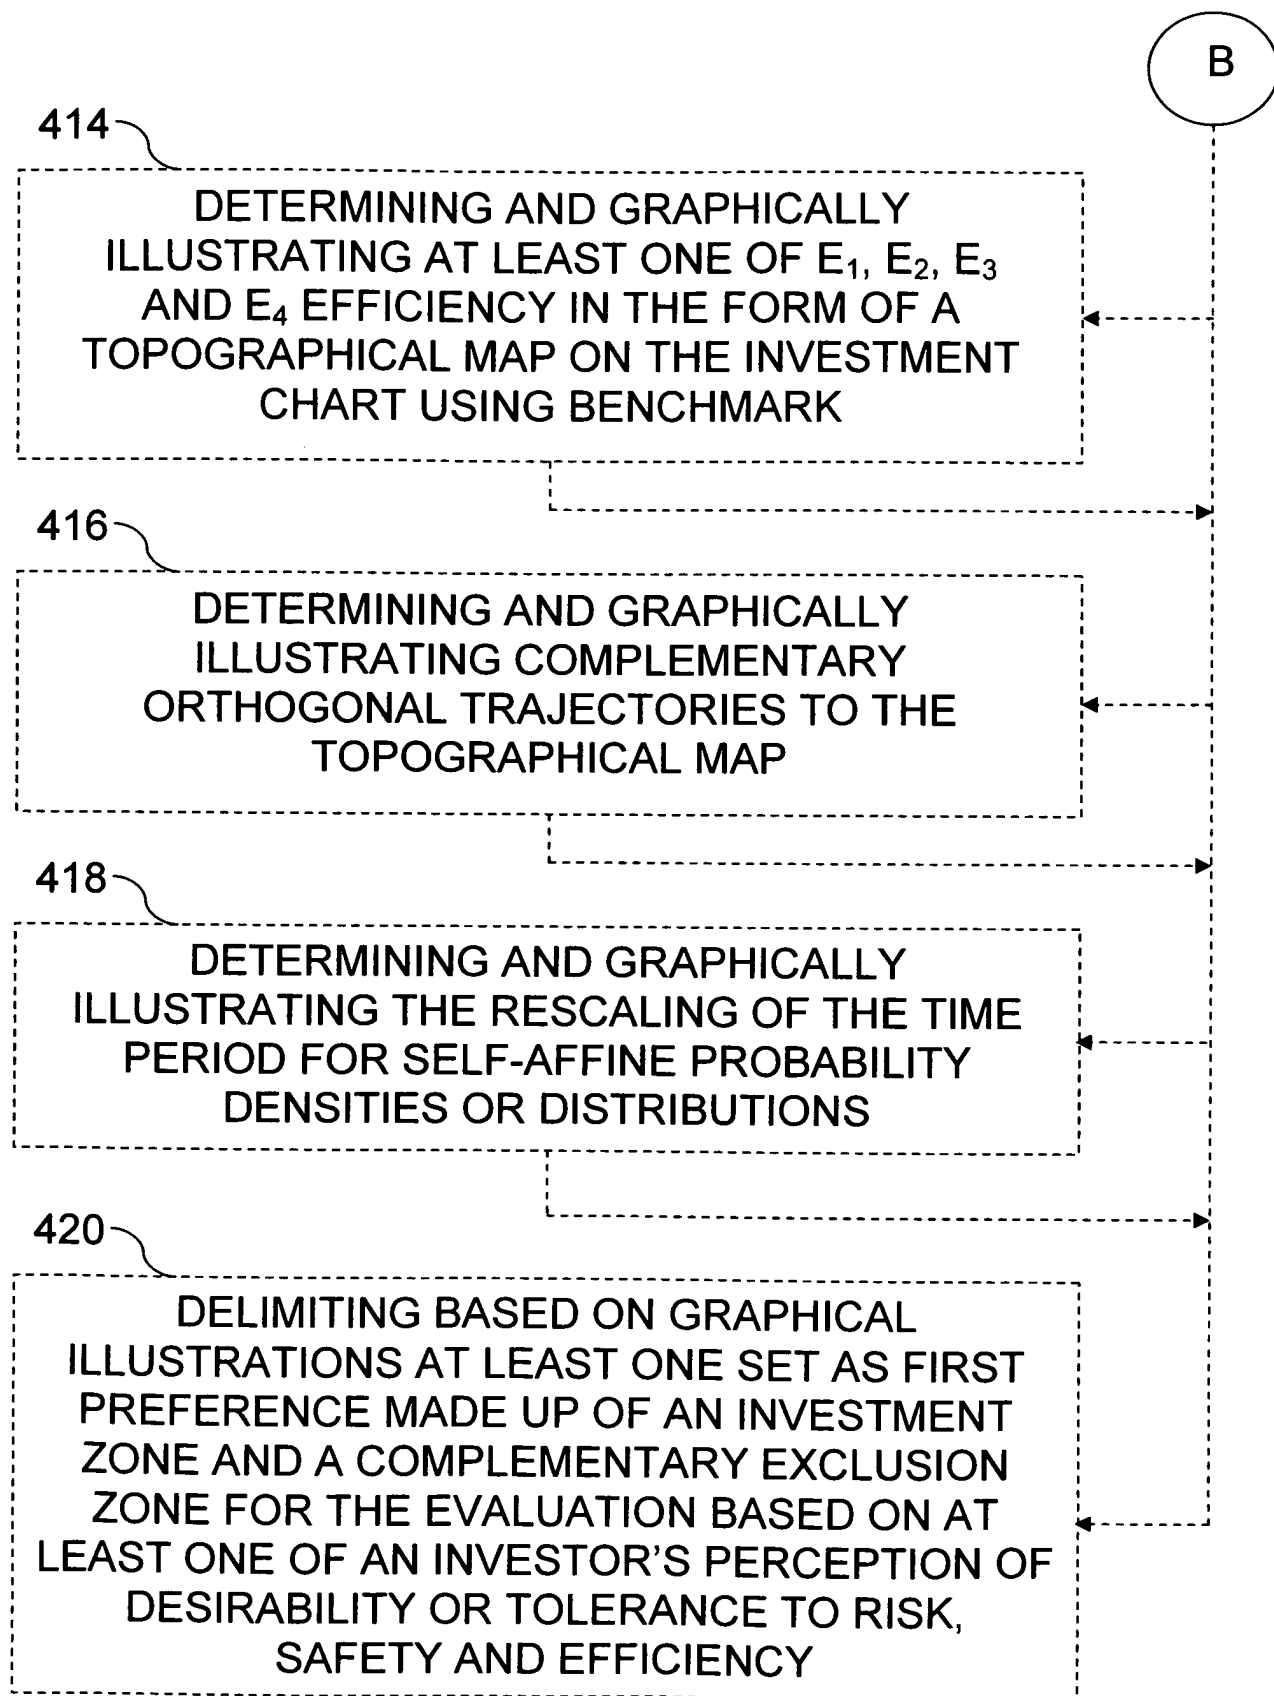 B
414
DETERMINING AND GRAPHICALLY
ILLUSTRATING AT LEAST ONE OF E₁, E₂, E₃
AND E₄ EFFICIENCY IN THE FORM OF A
TOPOGRAPHICAL MAP ON THE INVESTMENT
CHART USING BENCHMARK
416
DETERMINING AND GRAPHICALLY
ILLUSTRATING COMPLEMENTARY
ORTHOGONAL TRAJECTORIES TO THE
TOPOGRAPHICAL MAP
418
DETERMINING AND GRAPHICALLY
ILLUSTRATING THE RESCALING OF THE TIME
PERIOD FOR SELF-AFFINE PROBABILITY
DENSITIES OR DISTRIBUTIONS
420
DELIMITING BASED ON GRAPHICAL
ILLUSTRATIONS AT LEAST ONE SET AS FIRST
PREFERENCE MADE UP OF AN INVESTMENT
ZONE AND A COMPLEMENTARY EXCLUSION
ZONE FOR THE EVALUATION BASED ON AT
LEAST ONE OF AN INVESTOR'S PERCEPTION OF
DESIRABILITY OR TOLERANCE TO RISK,
SAFETY AND EFFICIENCY